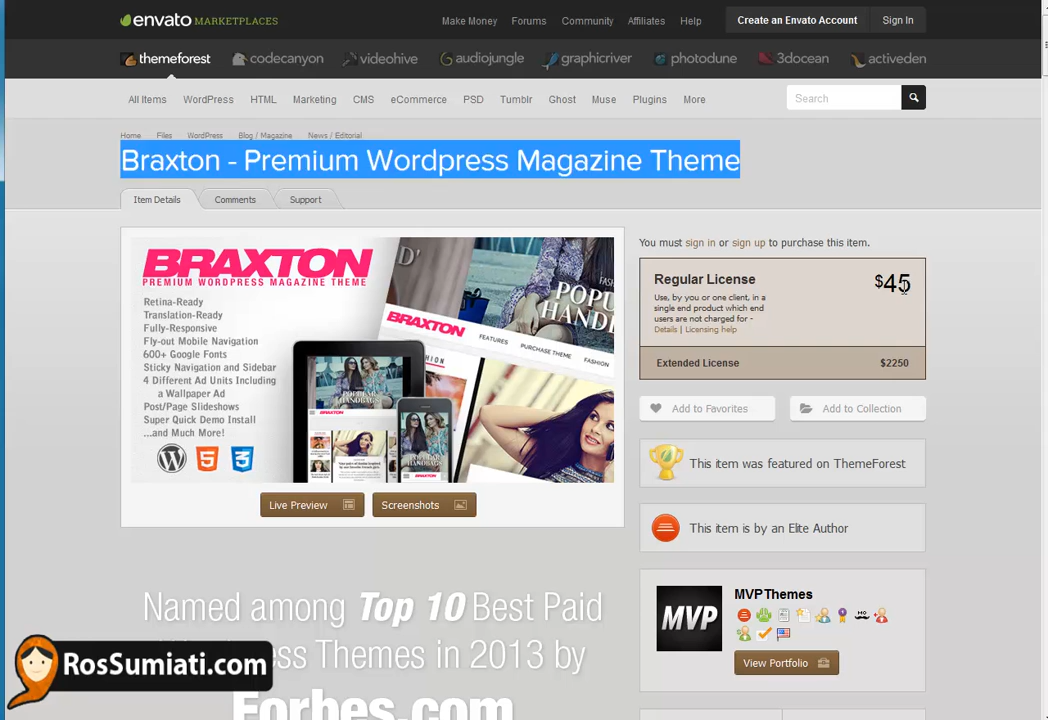 envato MARKETPLACES
Make Money Forums Community Affiliates Help Create an Envato Account Sign In
themeforest codecanyon videohive audiojungle graphicriver photodune 3docean activeden
All Items WordPress HTML Marketing CMS eCommerce PSD Tumblr Ghost Muse Plugins More Search
Home Files WordPress Blog / Magazine News / Editorial
Braxton - Premium Wordpress Magazine Theme
Item Details Comments Support
BRAXTON
PREMIUM WORDPRESS MAGAZINE THEME
Retina-Ready
Translation-Ready
Fully-Responsive
Fly-out Mobile Navigation
600+ Google Fonts
Sticky Navigation and Sidebar
4 Different Ad Units Including
a Wallpaper Ad
Post/Page Slideshows
Super Quick Demo Install
...and Much More!
BRAXTON
FEATURES PURCHASE THEME FASHION
Live Preview Screenshots
You must sign in or sign up to purchase this item.
Regular License $45
Use, by you or one client, in a
single end product which end
users are not charged for -
Details | Licensing help
Extended License $2250
Add to Favorites Add to Collection
This item was featured on ThemeForest
This item is by an Elite Author
MVP
MVPThemes
View Portfolio
Named among Top 10 Best Paid
ss Themes in 2013 by
Forbes.com
RosSumiati.com